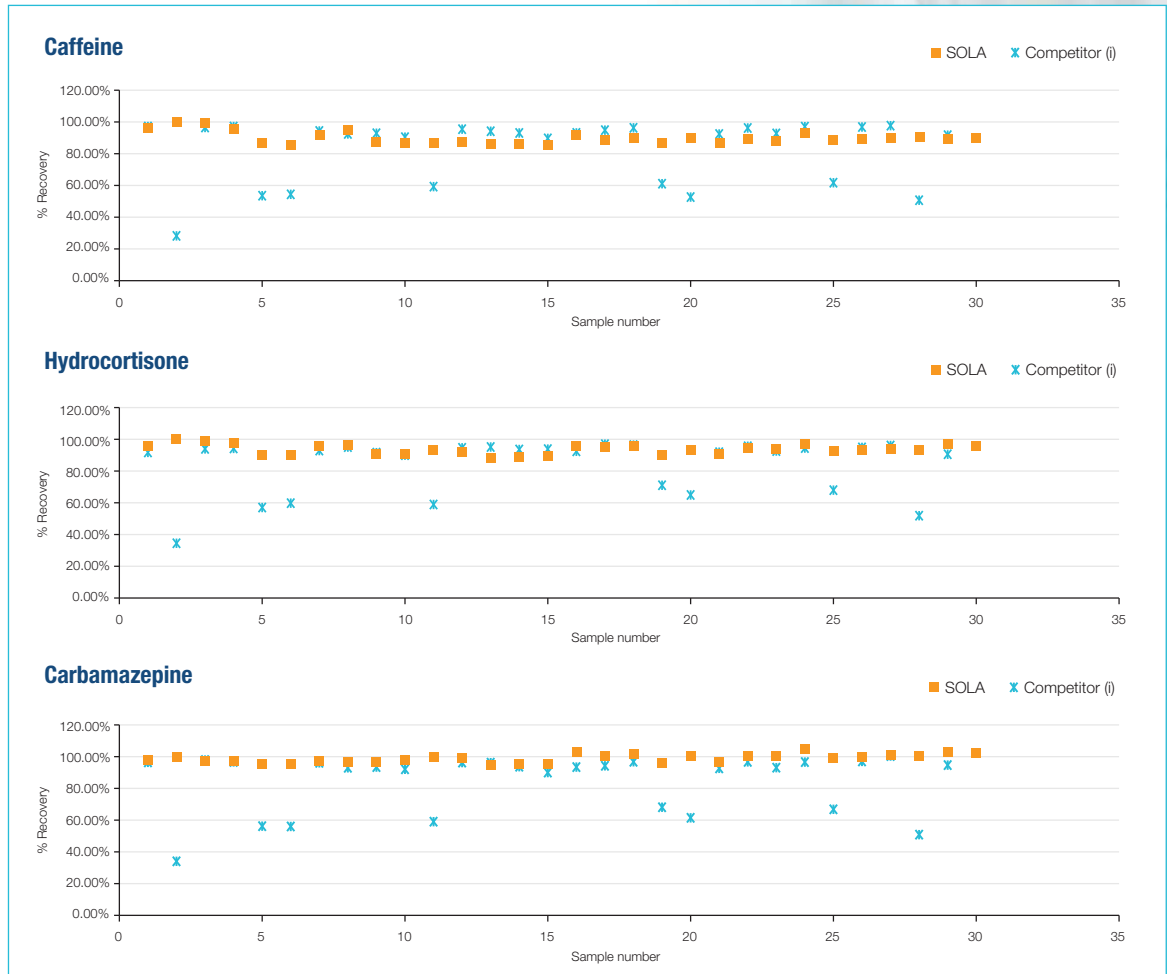 Caffeine
SOLA Competitor (i)
120.00%
100.00%
80.00%
60.00%
40.00%
20.00%
0.00%
% Recovery
0 5 10 15 20 25 30 35
Sample number
Hydrocortisone
SOLA Competitor (i)
120.00%
100.00%
80.00%
60.00%
40.00%
20.00%
0.00%
% Recovery
0 5 10 15 20 25 30 35
Sample number
Carbamazepine
SOLA Competitor (i)
120.00%
100.00%
80.00%
60.00%
40.00%
20.00%
0.00%
% Recovery
0 5 10 15 20 25 30 35
Sample number